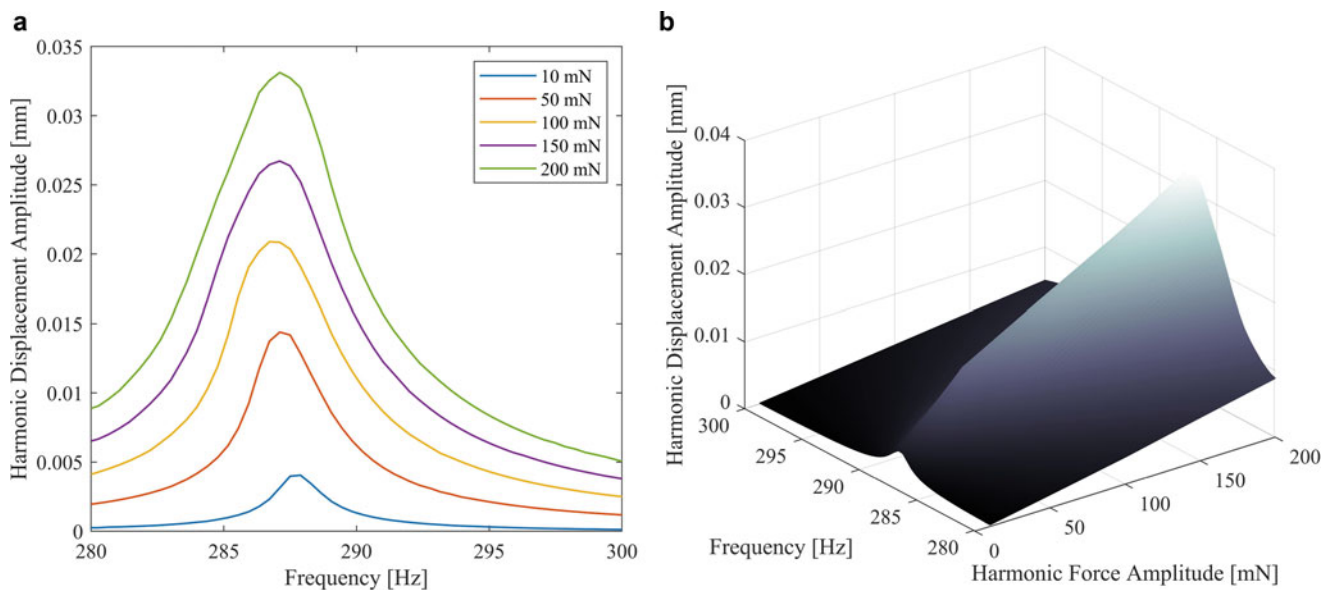 a
Harmonic Displacement Amplitude [mm]
0.035
0.03
0.025
0.02
0.015
0.01
0.005
0
280
285
290
295
300
Frequency [Hz]
10 mN
50 mN
100 mN
150 mN
200 mN
b
Harmonic Displacement Amplitude [mm]
0.04
0.03
0.02
0.01
0
300
295
290
285
280
Frequency [Hz]
0
50
100
150
200
Harmonic Force Amplitude [mN]